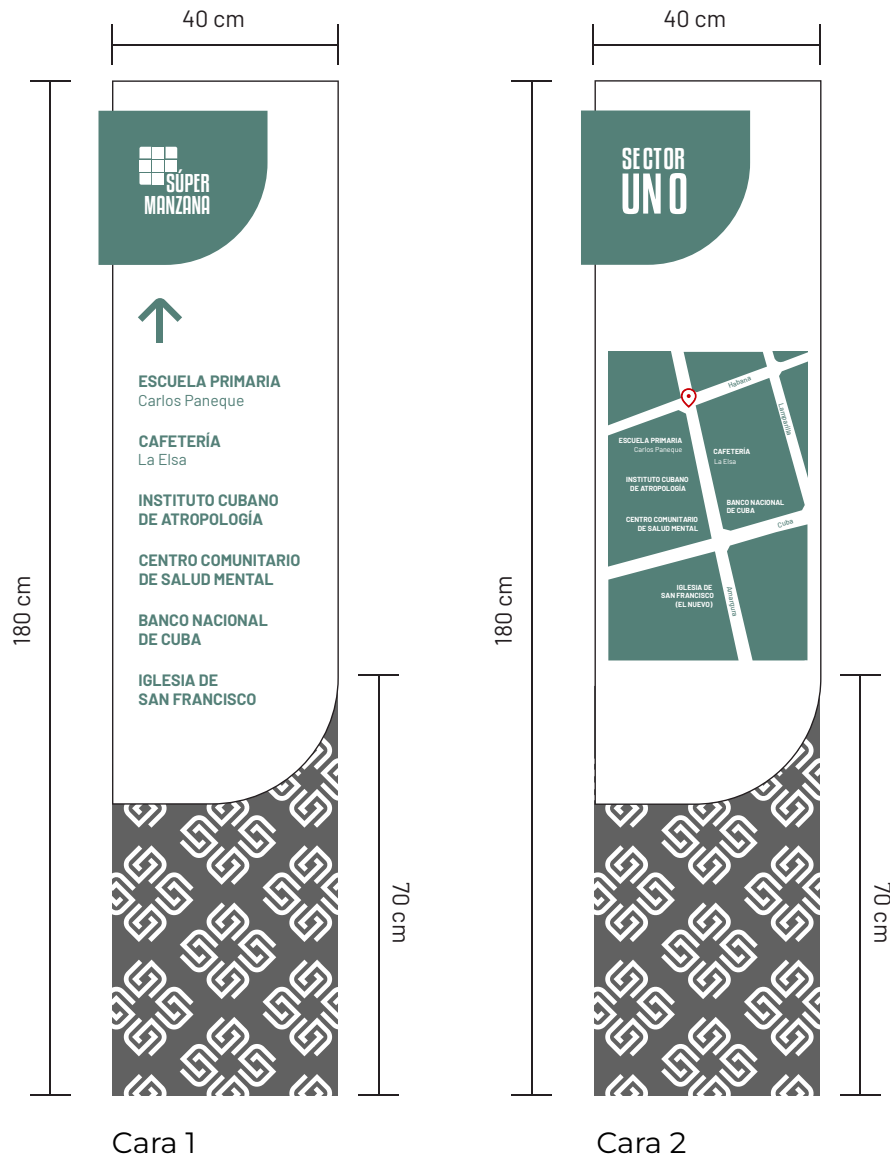 40 cm
SÚPER
MANZANA
ESCUELA PRIMARIA
Carlos Paneque
CAFETERÍA
La Elsa
INSTITUTO CUBANO
DE ATROPOLOGÍA
CENTRO COMUNITARIO
DE SALUD MENTAL
BANCO NACIONAL
DE CUBA
IGLESIA DE
SAN FRANCISCO
180 cm
70 cm
Cara 1
40 cm
SECTOR
UNO
Habana
Lamparilla
ESCUELA PRIMARIA
Carlos Paneque
CAFETERÍA
La Elsa
INSTITUTO CUBANO
DE ATROPOLOGÍA
BANCO NACIONAL
DE CUBA
CENTRO COMUNITARIO
DE SALUD MENTAL
Cuba
IGLESIA DE
SAN FRANCISCO
(EL NUEVO)
Amargura
180 cm
70 cm
Cara 2